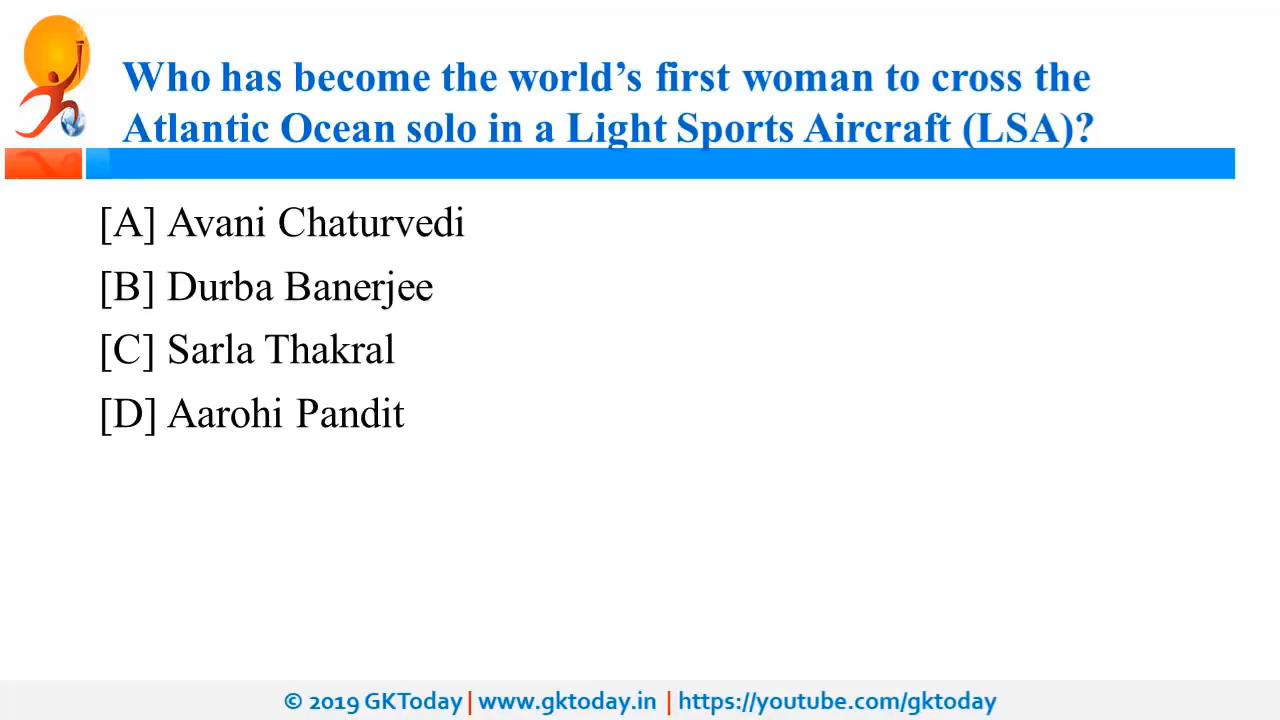 Who has become the world’s first woman to cross the
Atlantic Ocean solo in a Light Sports Aircraft (LSA)?
[A] Avani Chaturvedi
[B] Durba Banerjee
[C] Sarla Thakral
[D] Aarohi Pandit
© 2019 GKToday | www.gktoday.in | https://youtube.com/gktoday